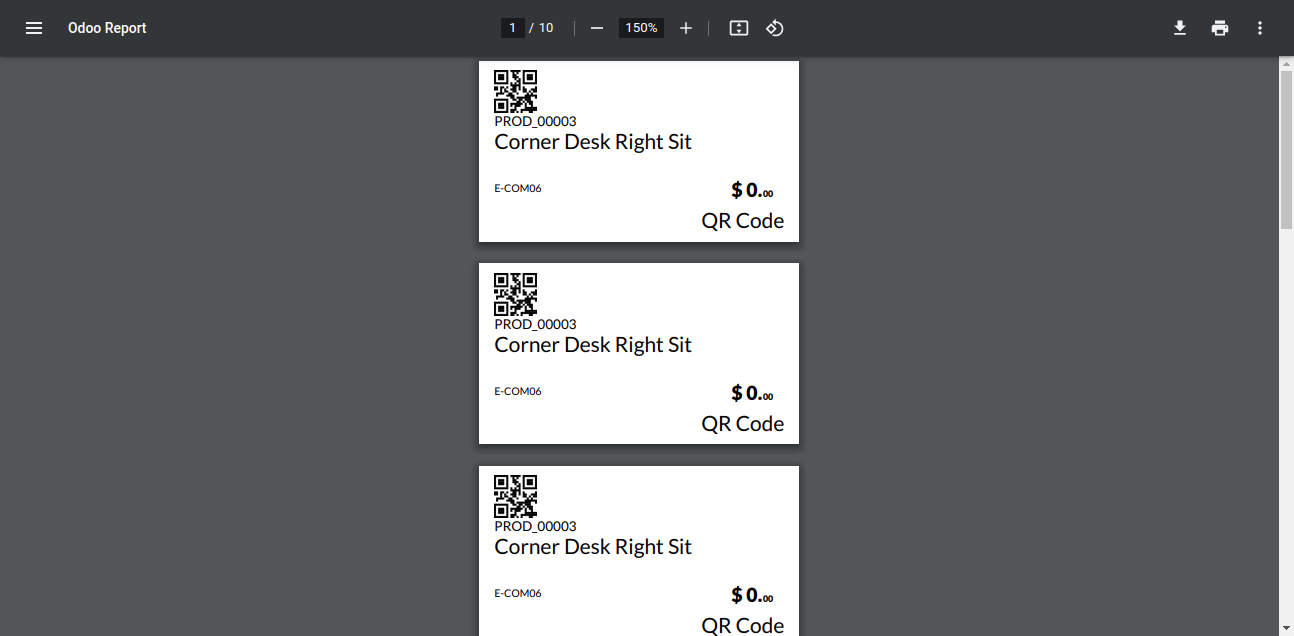 Odoo Report
1 / 10
150%
PROD_00003
Corner Desk Right Sit
E-COM06
$ 0.00
QR Code
PROD_00003
Corner Desk Right Sit
E-COM06
$ 0.00
QR Code
PROD_00003
Corner Desk Right Sit
E-COM06
$ 0.00
QR Code